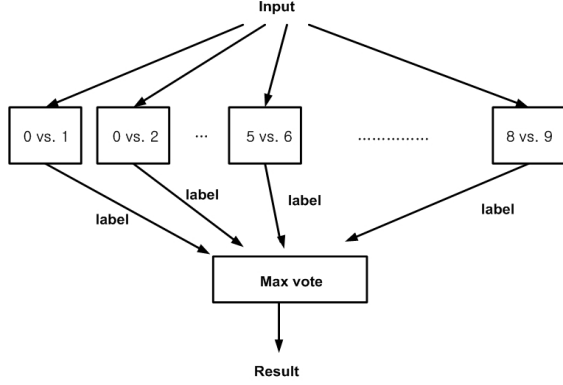 Input
0 vs. 1
0 vs. 2
...
5 vs. 6
..............
8 vs. 9
label
label
label
label
Max vote
Result